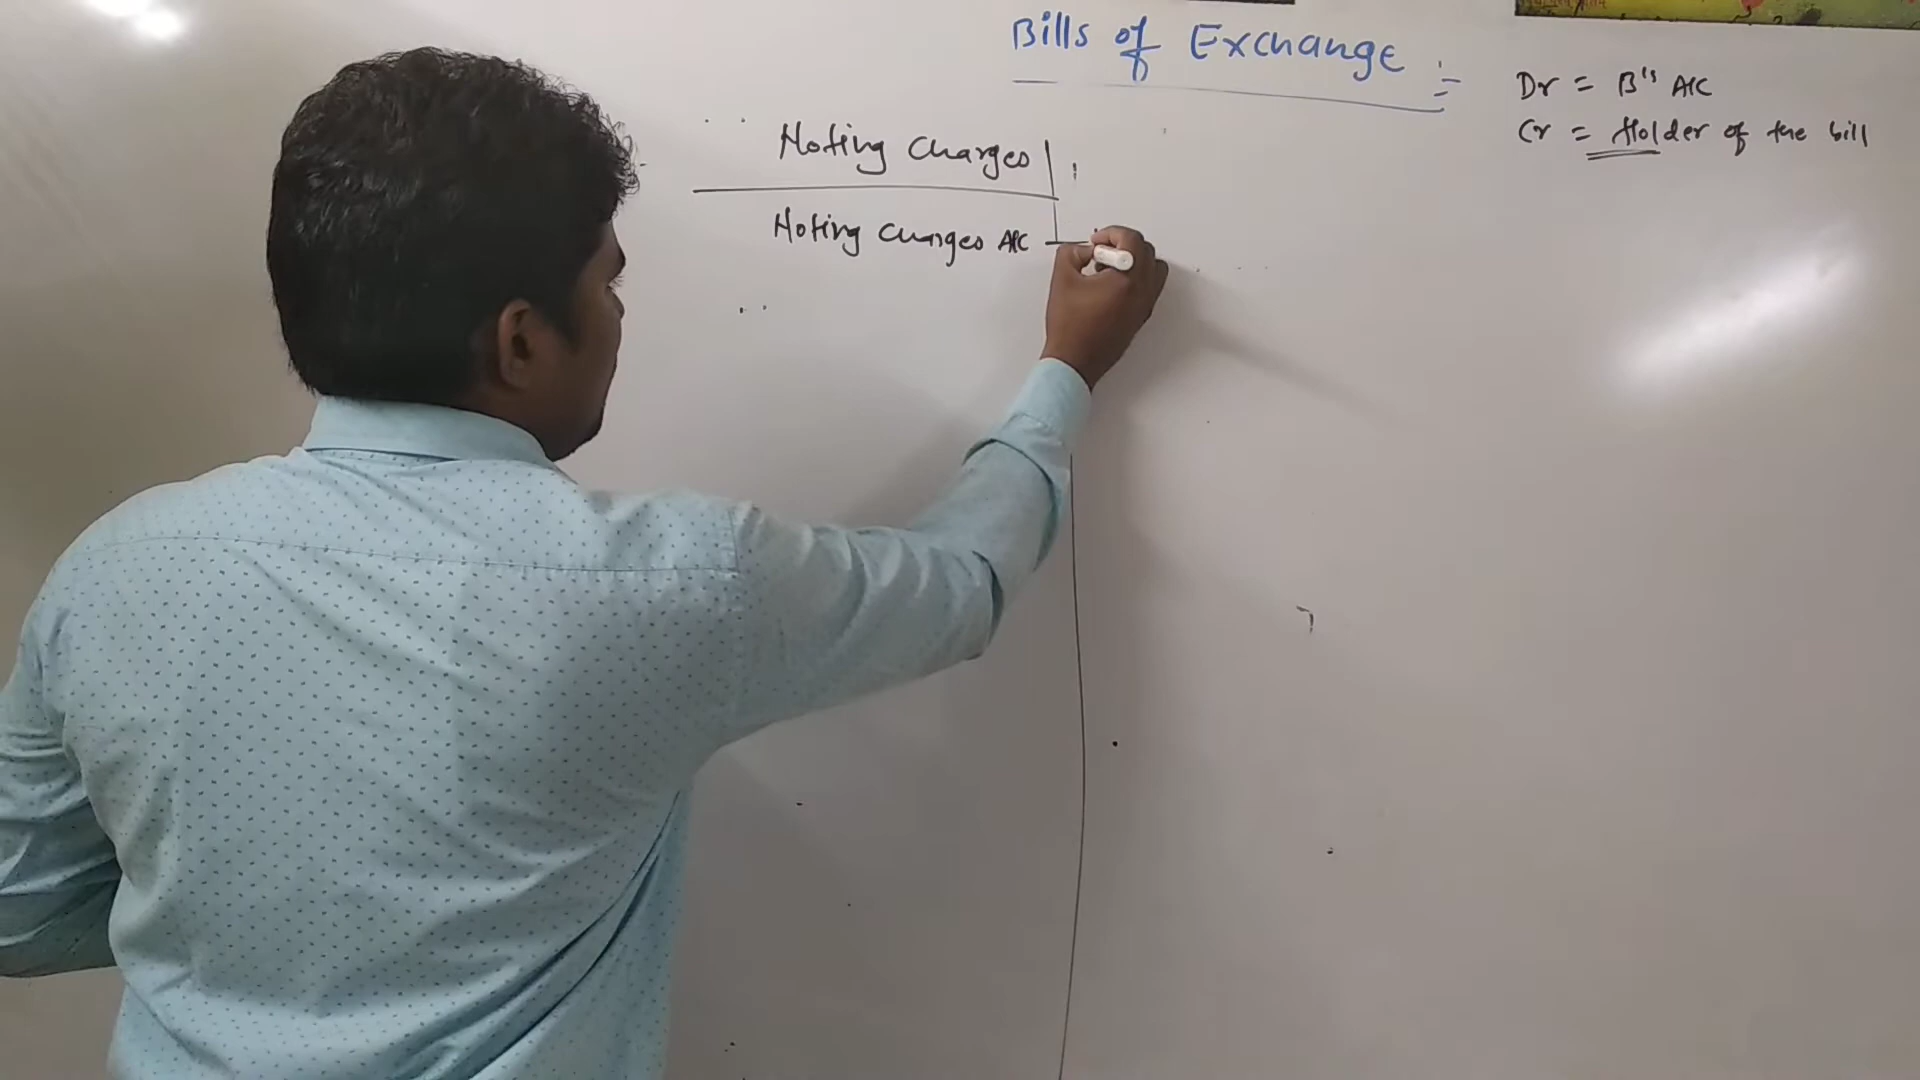 Bills of Exchange :-
Dr = B's A/C
Cr = Holder of the bill
Noting Charges
Noting Charges A/C